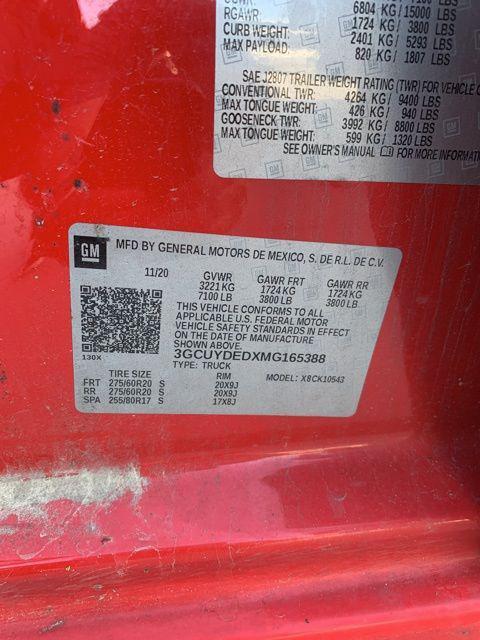 6804 KG/15000 LBS
RGAWR: 1724 KG / 3800 LBS
CURB WEIGHT: 2401 KG / 5293 LBS
MAX PAYLOAD: 820 KG / 1807 LBS
SAE J2807 TRAILER WEIGHT RATING (TWR) FOR VEHICLE
CONVENTIONAL TWR: 4264 KG/ 9400 LBS
MAX TONGUE WEIGHT: 426 KG/ 940 LBS
GOOSENECK TWR: 3992 KG/ 8800 LBS
MAX TONGUE WEIGHT: 599 KG/ 1320 LBS
SEE OWNER'S MANUAL FOR MORE INFORMATI
GM MFD BY GENERAL MOTORS DE MEXICO, S. DE R.L. DE C.V.
11/20 GVWR GAWR FRT GAWR RR
3221 KG 1724 KG 1724 KG
7100 LB 3800 LB 3800 LB
THIS VEHICLE CONFORMS TO ALL
APPLICABLE U.S. FEDERAL MOTOR
VEHICLE SAFETY STANDARDS IN EFFECT
ON THE DATE OF MANUFACTURE
SHOWN ABOVE.
130X 3GCUYDEDXMG165388
TYPE: TRUCK
TIRE SIZE RIM MODEL: X8CK10543
FRT 275/60R20 S 20X9J
RR 275/60R20 S 20X9J
SPA 255/80R17 S 17X8J